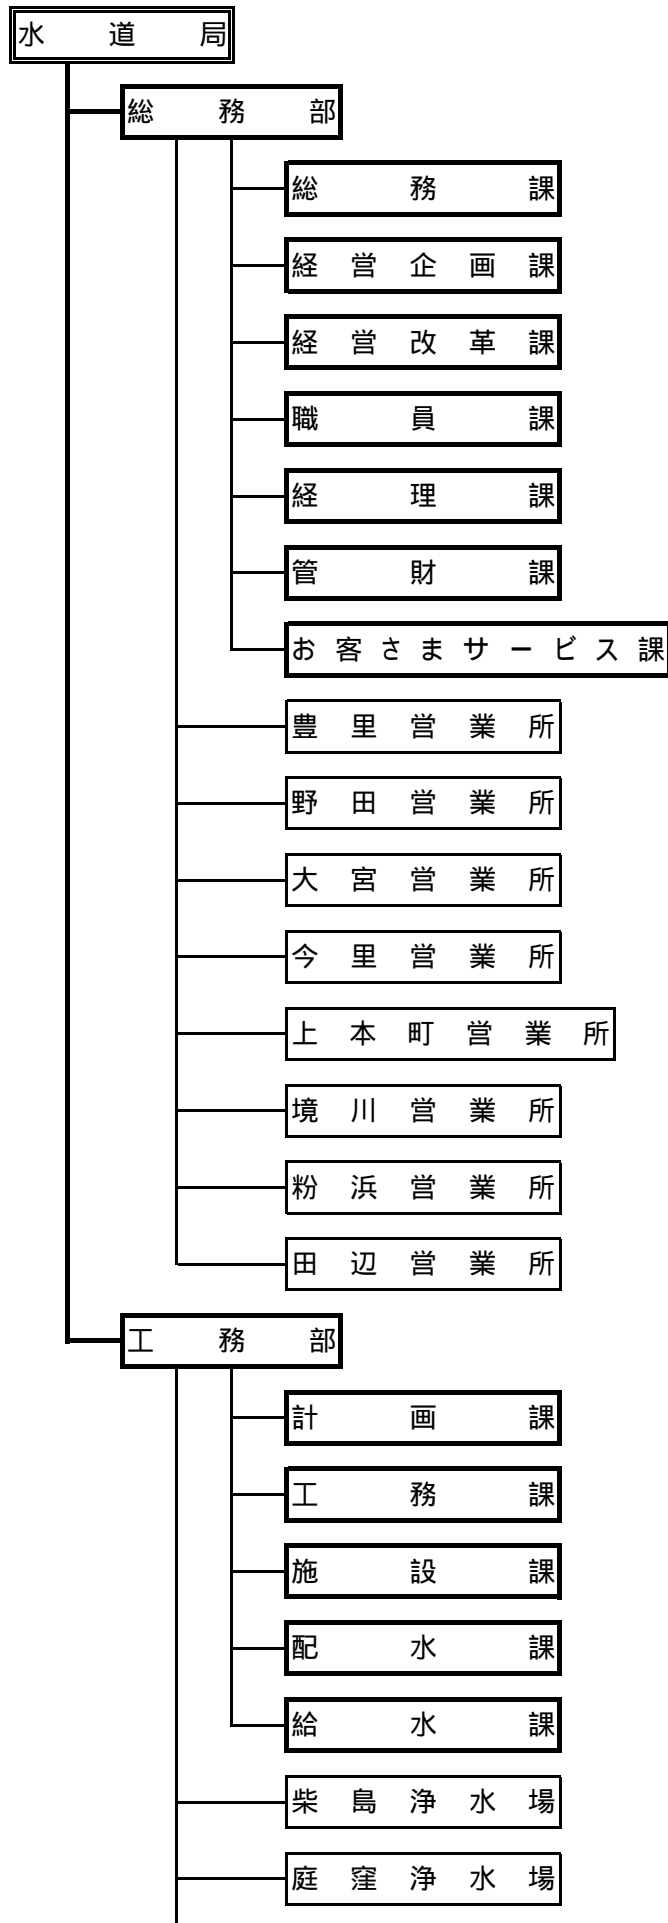 水道局
総務部
総務課
経営企画課
経営改革課
職員課
経理課
管財課
お客さまサービス課
豊里営業所
野田営業所
大宮営業所
今里営業所
上本町営業所
境川営業所
粉浜営業所
田辺営業所
工務部
計画課
工務課
施設課
配水課
給水課
柴島浄水場
庭窪浄水場